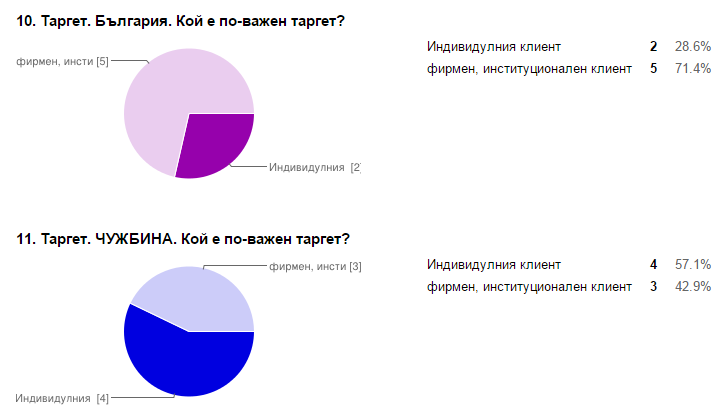 10. Таргет. България. Кой е по-важен таргет?
фирмен, инсти [5]
Индивидулния [2]
Индивидулния клиент 2 28.6%
фирмен, институционален клиент 5 71.4%
11. Таргет. ЧУЖБИНА. Кой е по-важен таргет?
фирмен, инсти [3]
Индивидулния [4]
Индивидулния клиент 4 57.1%
фирмен, институционален клиент 3 42.9%